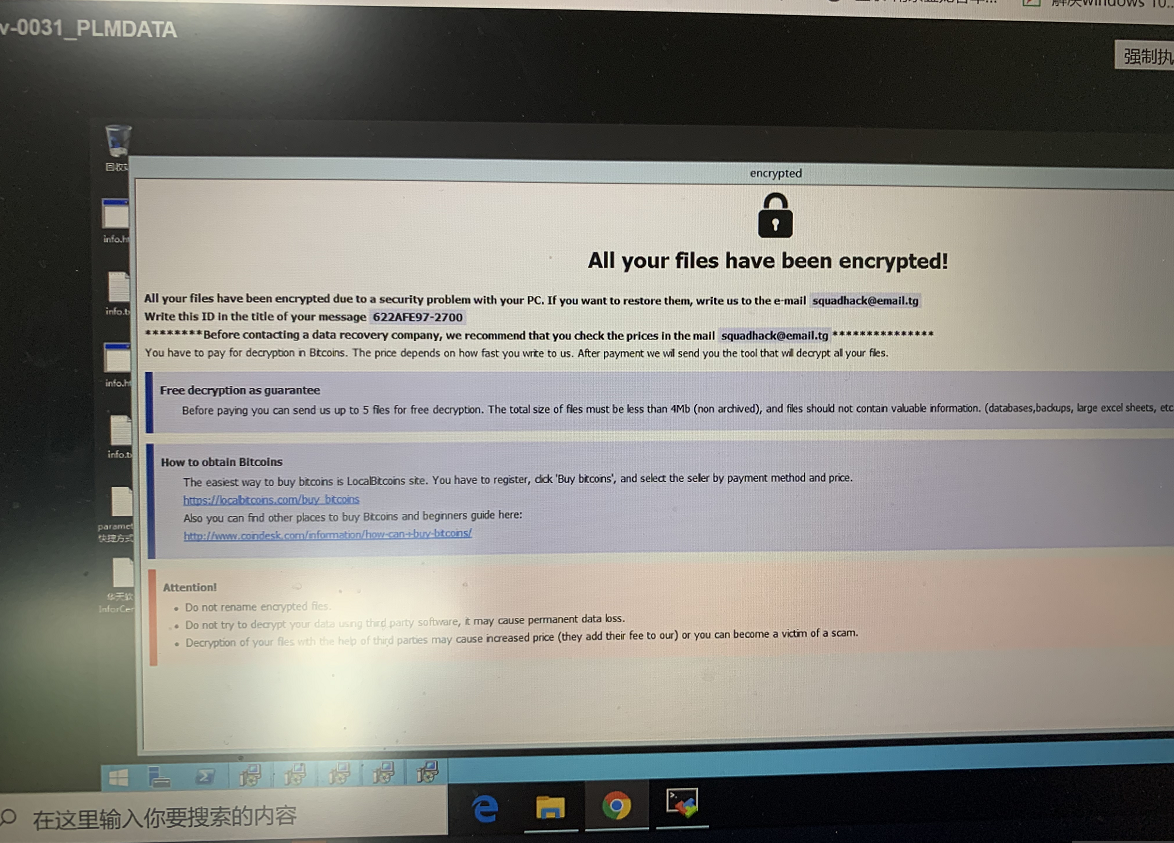 v-0031_PLMDATA
强制执
encrypted
All your files have been encrypted!
All your files have been encrypted due to a security problem with your PC. If you want to restore them, write us to the e-mail squadhack@email.tg
Write this ID in the title of your message 622AFE97-2700
********Before contacting a data recovery company, we recommend that you check the prices in the mail squadhack@email.tg ***************
You have to pay for decryption in Bitcoins. The price depends on how fast you write to us. After payment we will send you the tool that will decrypt all your files.
Free decryption as guarantee
Before paying you can send us up to 5 files for free decryption. The total size of files must be less than 4Mb (non archived), and files should not contain valuable information. (databases,backups, large excel sheets, etc
How to obtain Bitcoins
The easiest way to buy bitcoins is LocalBitcoins site. You have to register, click 'Buy bitcoins', and select the seller by payment method and price.
https://localbitcoins.com/buy_bitcoins
Also you can find other places to buy Bitcoins and beginners guide here:
http://www.coindesk.com/information/how-can-i-buy-bitcoins/
Attention!
• Do not rename encrypted files.
• Do not try to decrypt your data using third party software, it may cause permanent data loss.
• Decryption of your files with the help of third parties may cause increased price (they add their fee to our) or you can become a victim of a scam.
回收
info.h
info.t
info.h
info.t
paramet
快捷方式
华天软
InforCer
在这里输入你要搜索的内容